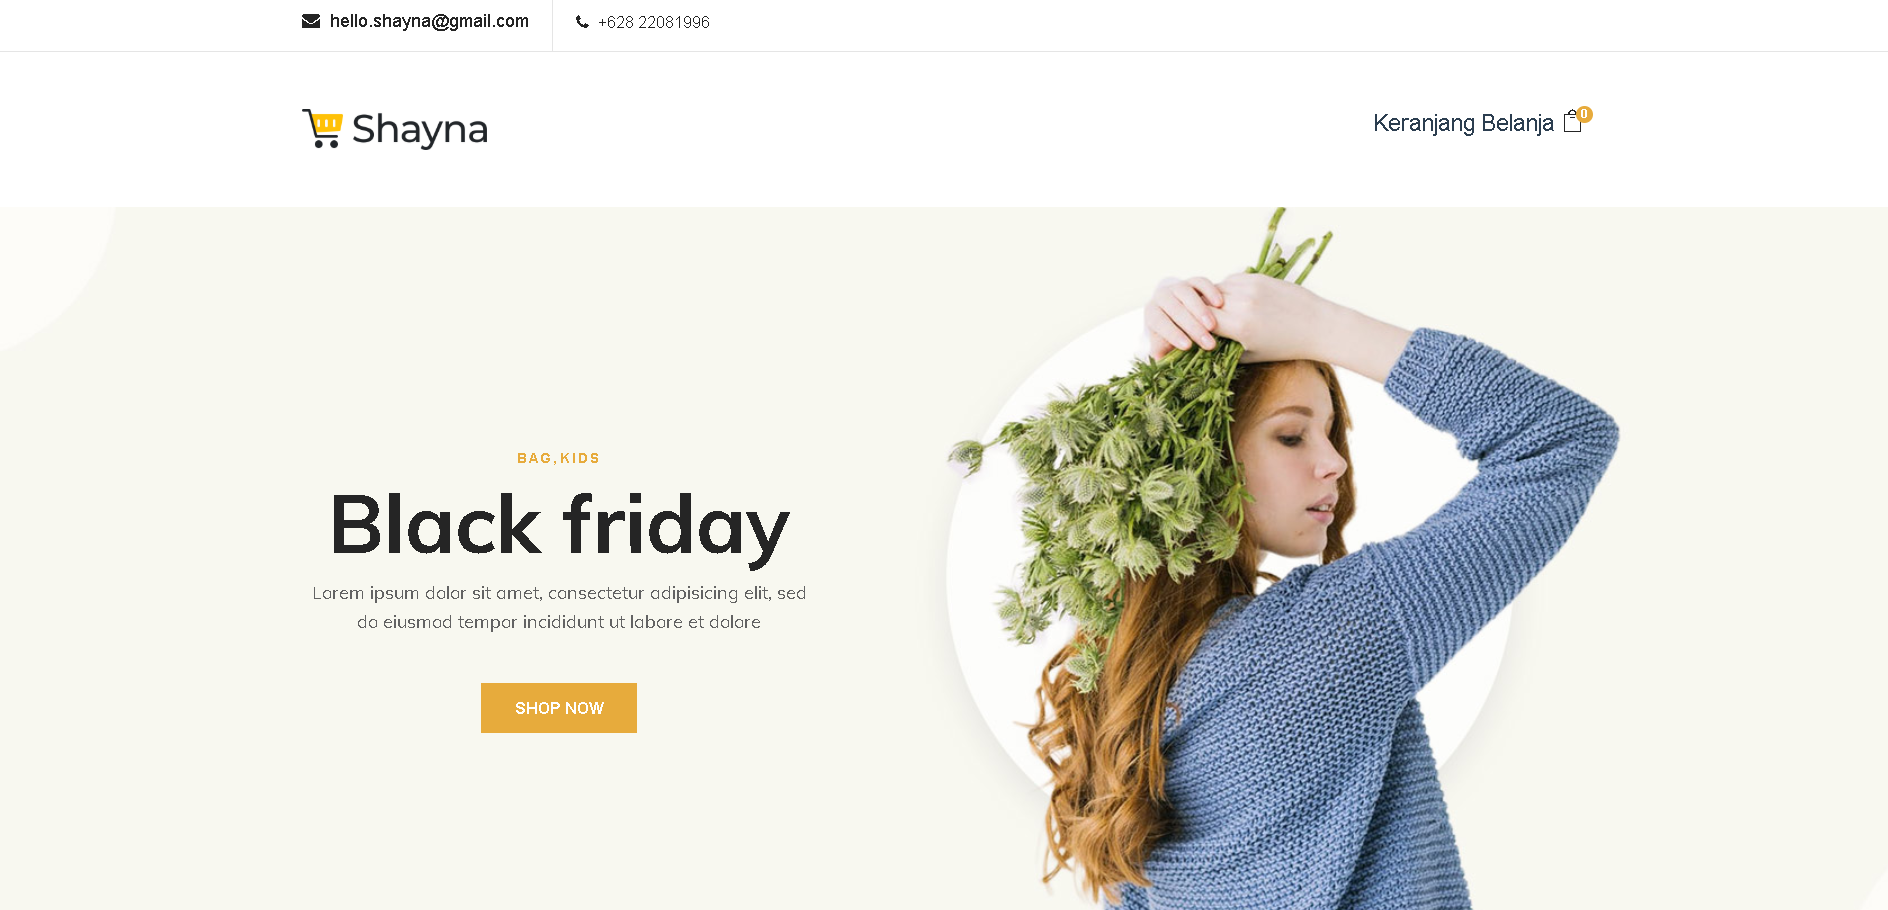 hello.shayna@gmail.com
+628 22081996
Shayna
Keranjang Belanja 0
BAG,KIDS
Black friday
Lorem ipsum dolor sit amet, consectetur adipisicing elit, sed
do eiusmod tempor incididunt ut labore et dolore
SHOP NOW